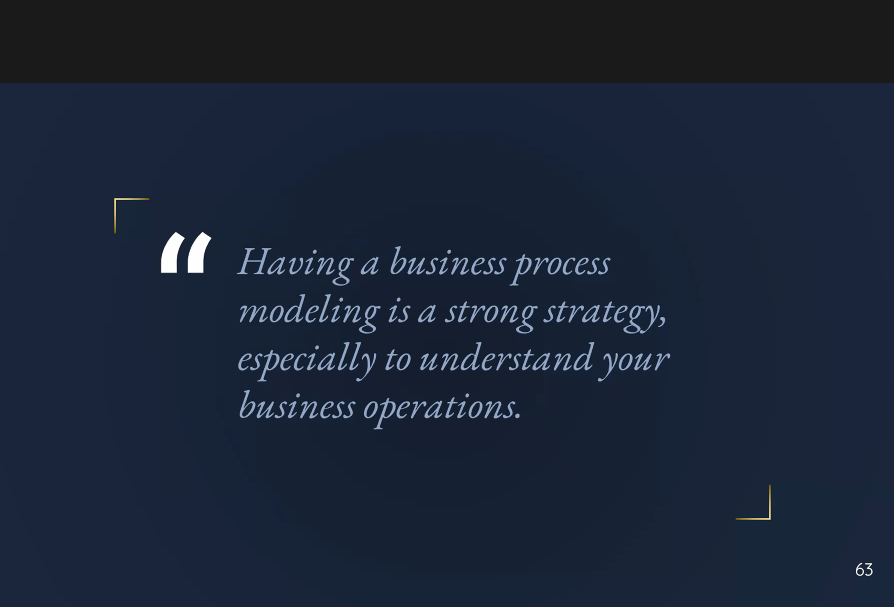 “ Having a business process
modeling is a strong strategy,
especially to understand your
business operations.
63